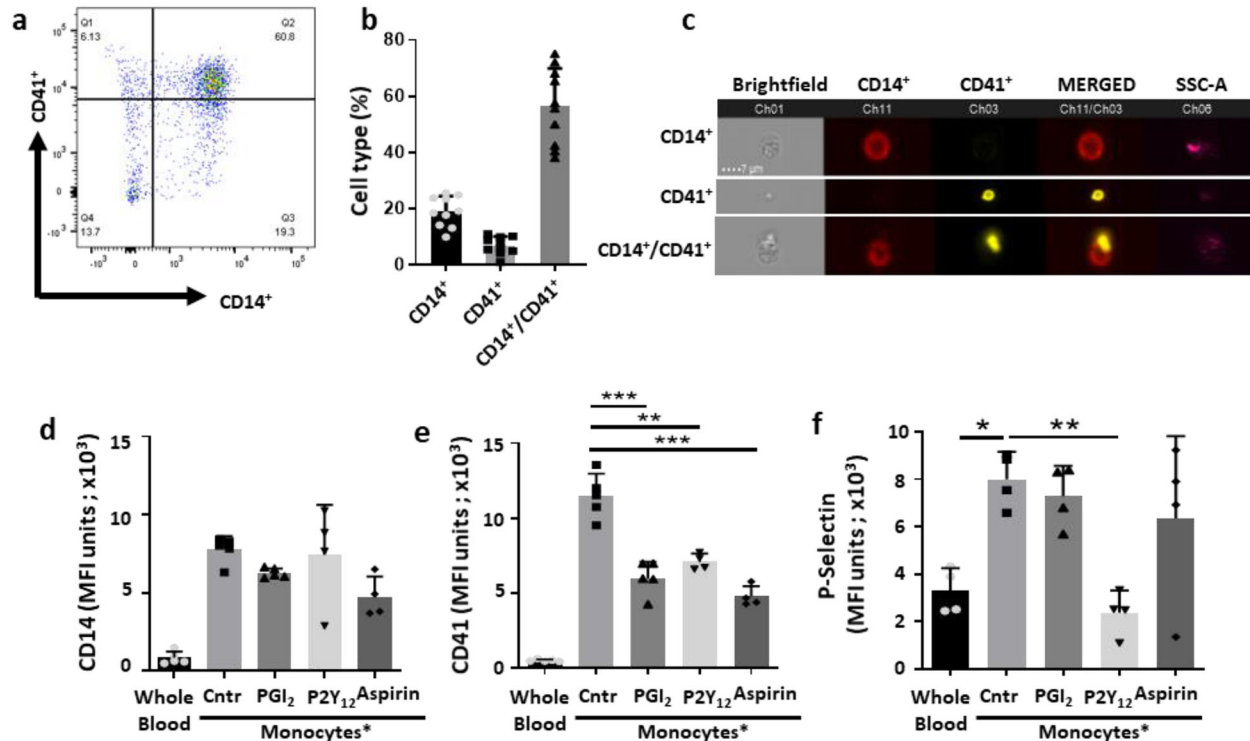 a
Q1
6.13
Q2
60.8
Q4
13.7
Q3
19.3
10⁵
10⁴
10³
0
-10³
-10³ 0 10³ 10⁴ 10⁵
CD41⁺
CD14⁺
b
Cell type (%)
80
60
40
20
0
CD14⁺
CD41⁺
CD14⁺/CD41⁺
c
Brightfield CD14⁺ CD41⁺ MERGED SSC-A
Ch01 Ch11 Ch03 Ch11/Ch03 Ch06
CD14⁺
7 µm
CD41⁺
CD14⁺/CD41⁺
d
CD14 (MFI units ; x10³)
15
10
5
0
Whole Blood
Cntr PGI₂ P2Y₁₂ Aspirin
Monocytes*
e
***
**
***
CD41 (MFI units ; x10³)
15
10
5
0
Whole Blood
Cntr PGI₂ P2Y₁₂ Aspirin
Monocytes*
f
* **
P-Selectin
(MFI units ; x10³)
10
8
6
4
2
0
Whole Blood
Cntr PGI₂ P2Y₁₂ Aspirin
Monocytes*